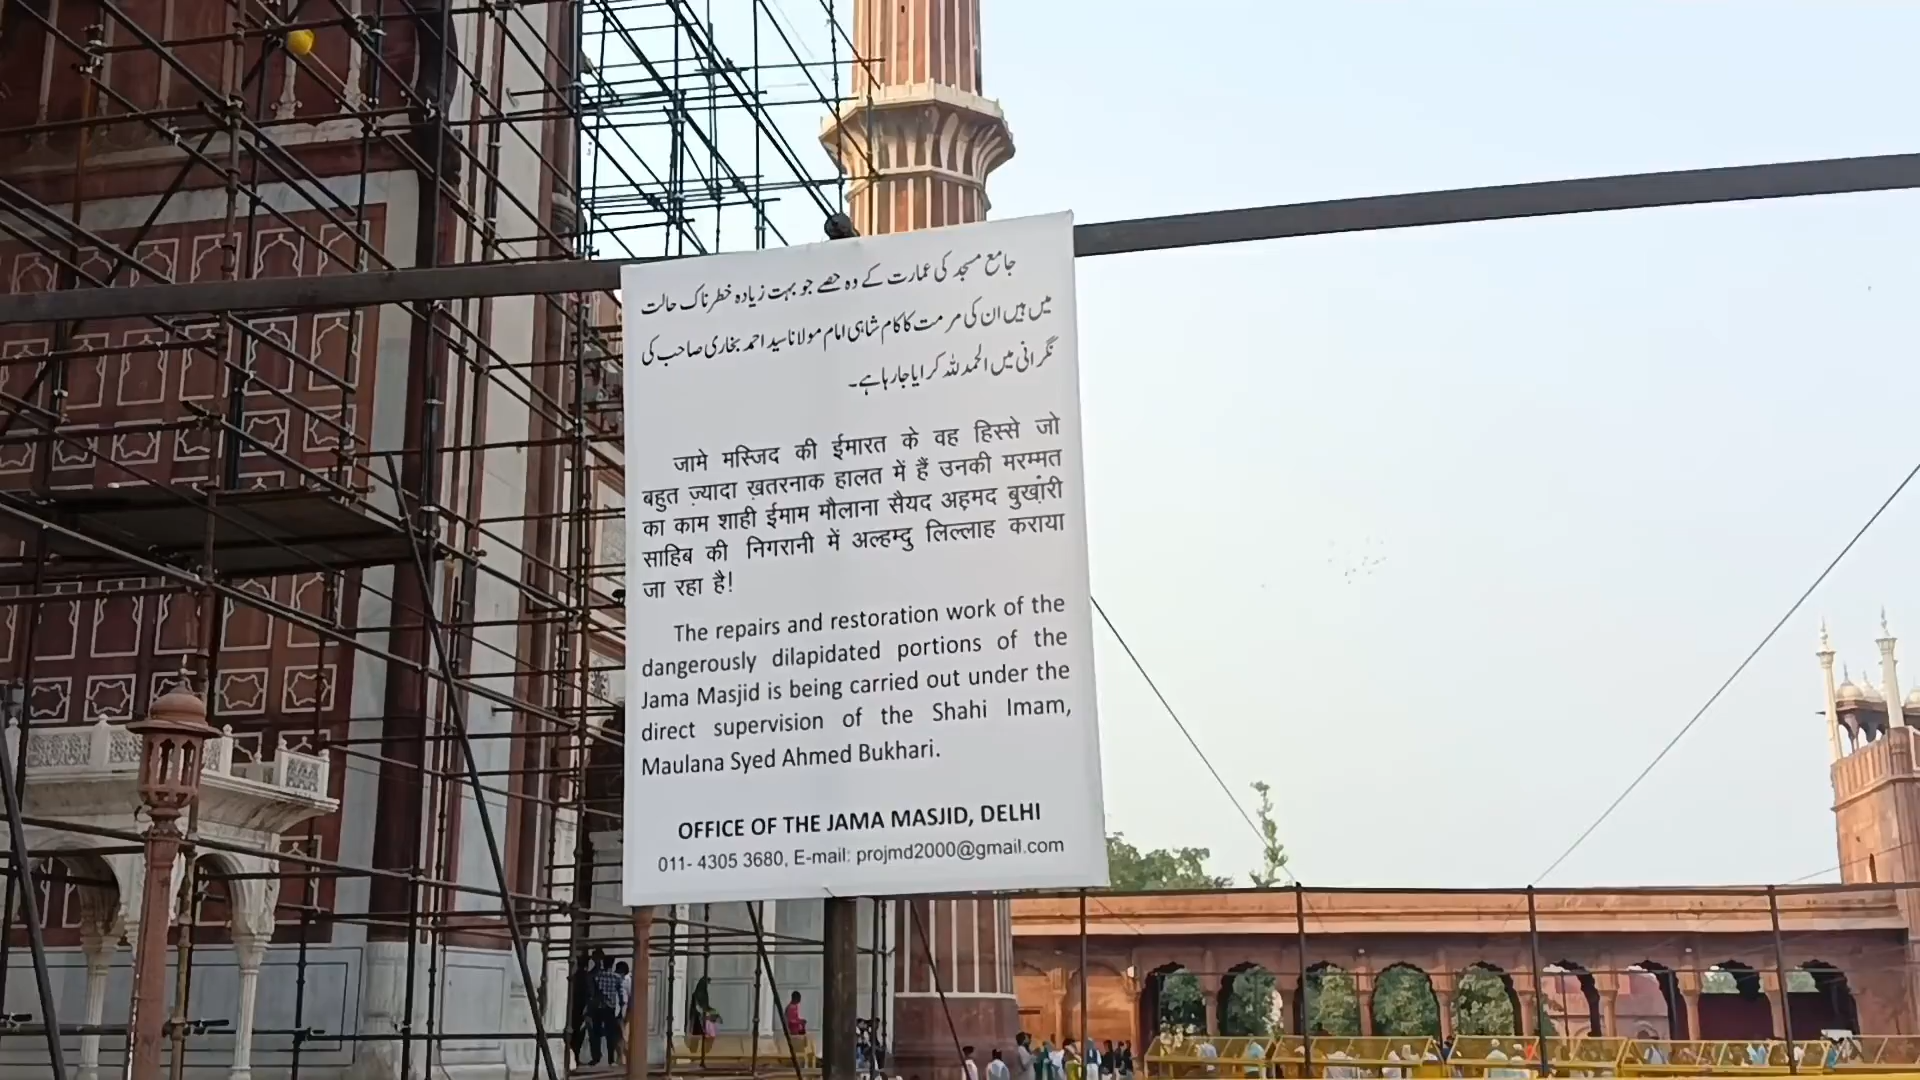 جامع مسجد کی عمارت کے وہ حصے جو بہت زیادہ خطرناک حالت
میں ہیں ان کی مرمت کا کام شاہی امام مولانا سید احمد بخاری صاحب کی
نگرانی میں الحمدللہ کرایا جارہا ہے۔
जामे मस्जिद की ईमारत के वह हिस्से जो
बहुत ज़्यादा ख़तरनाक हालत में हैं उनकी मरम्मत
का काम शाही ईमाम मौलाना सैयद अह़मद बुख़ांरी
साहिब की निगरानी में अल्हम्दु लिल्लाह कराया
जा रहा है!
The repairs and restoration work of the
dangerously dilapidated portions of the
Jama Masjid is being carried out under the
direct supervision of the Shahi Imam,
Maulana Syed Ahmed Bukhari.
OFFICE OF THE JAMA MASJID, DELHI
011- 4305 3680, E-mail: projmd2000@gmail.com